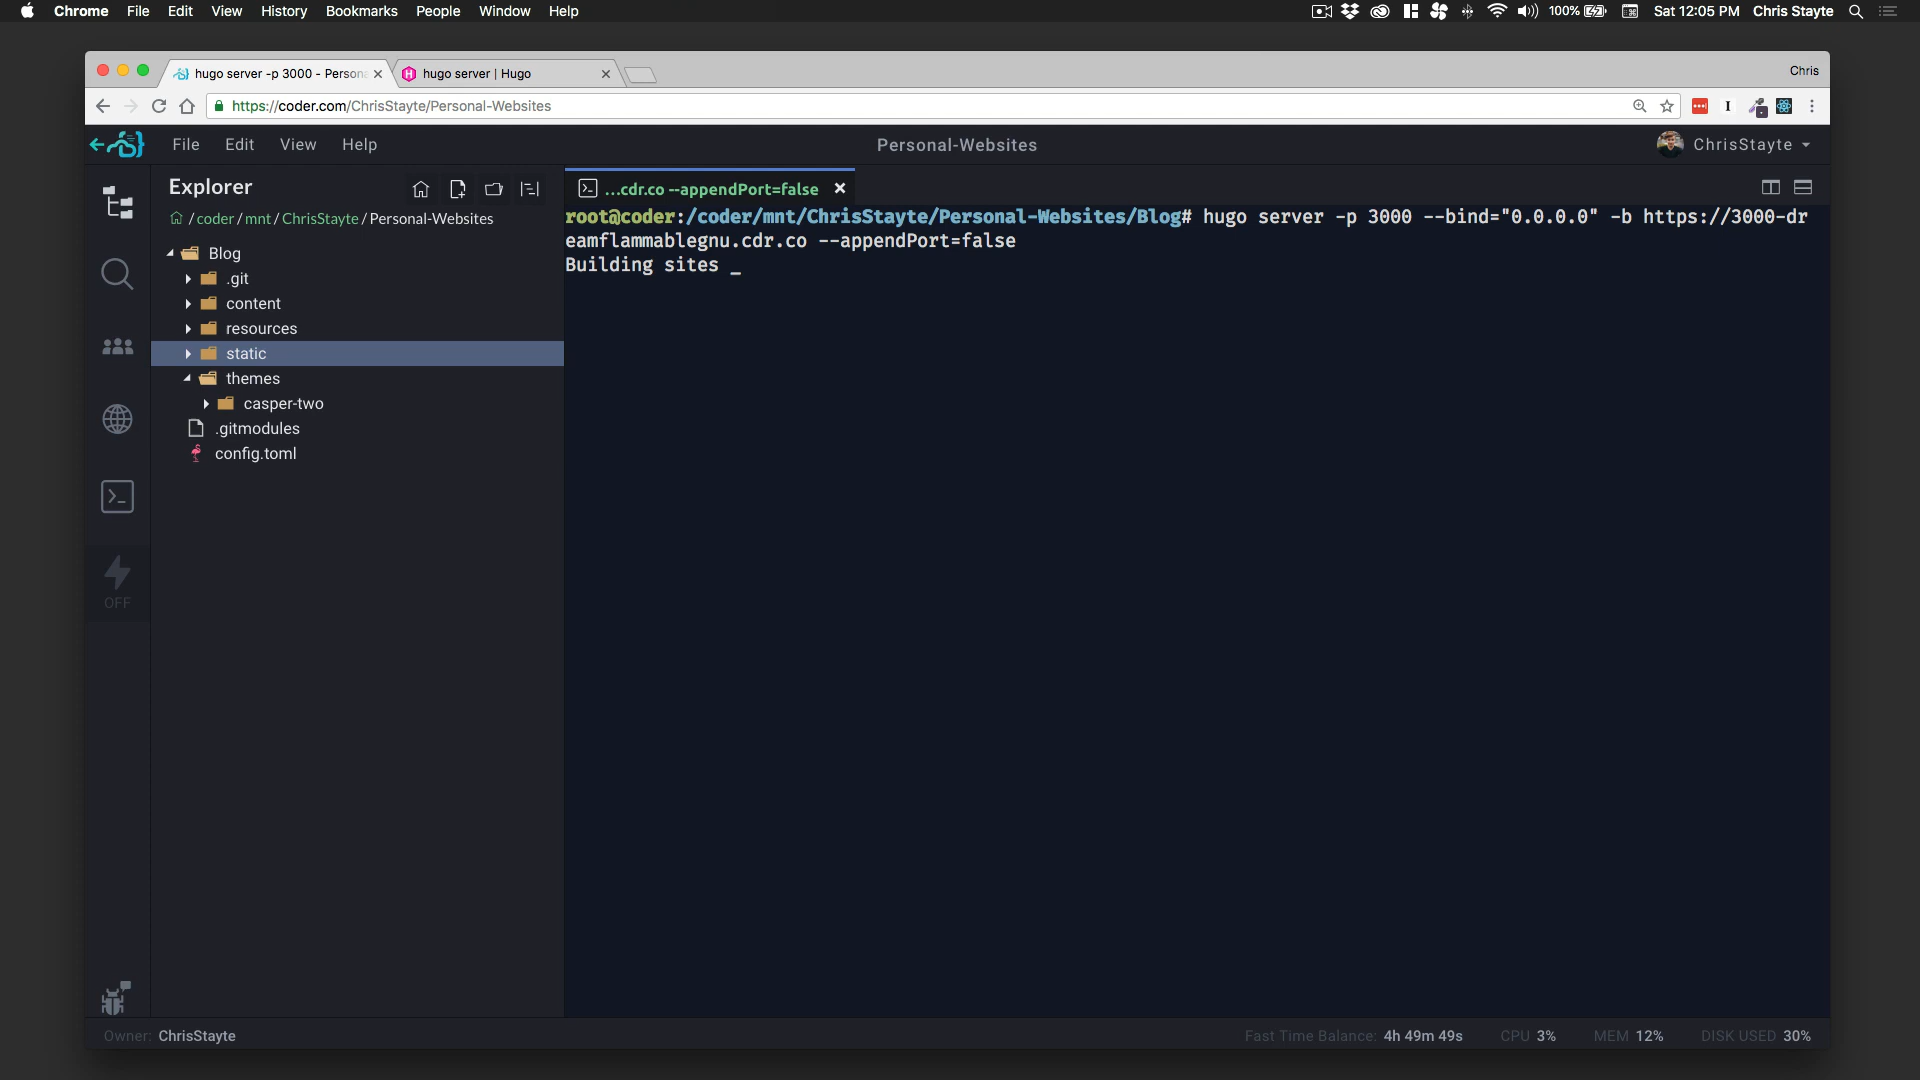 Chrome File Edit View History Bookmarks People Window Help 100% Sat 12:05 PM Chris Stayte
hugo server -p 3000 - Persona
hugo server | Hugo
Chris
https://coder.com/ChrisStayte/Personal-Websites
File Edit View Help
Personal-Websites
ChrisStayte
Explorer
/ coder / mnt / ChrisStayte / Personal-Websites
Blog
.git
content
resources
static
themes
casper-two
.gitmodules
config.toml
OFF
...cdr.co --appendPort=false
root@coder:/coder/mnt/ChrisStayte/Personal-Websites/Blog# hugo server -p 3000 --bind="0.0.0.0" -b https://3000-dr
eamflammablegnu.cdr.co --appendPort=false
Building sites _
Owner: ChrisStayte
Fast Time Balance: 4h 49m 49s CPU 3% MEM 12% DISK USED 30%